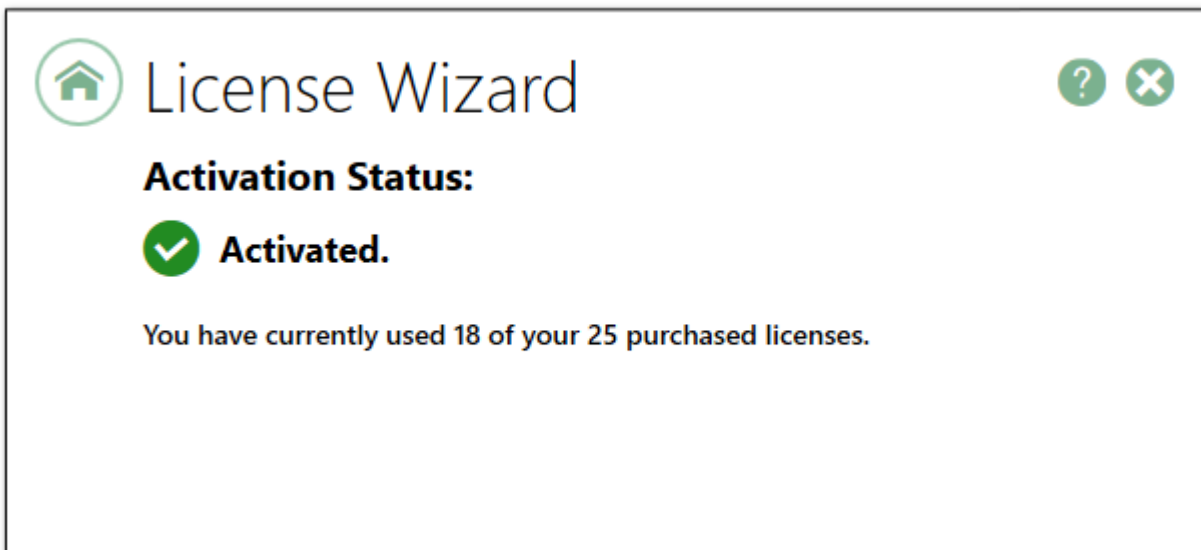 License Wizard
?
Activation Status:
Activated.
You have currently used 18 of your 25 purchased licenses.